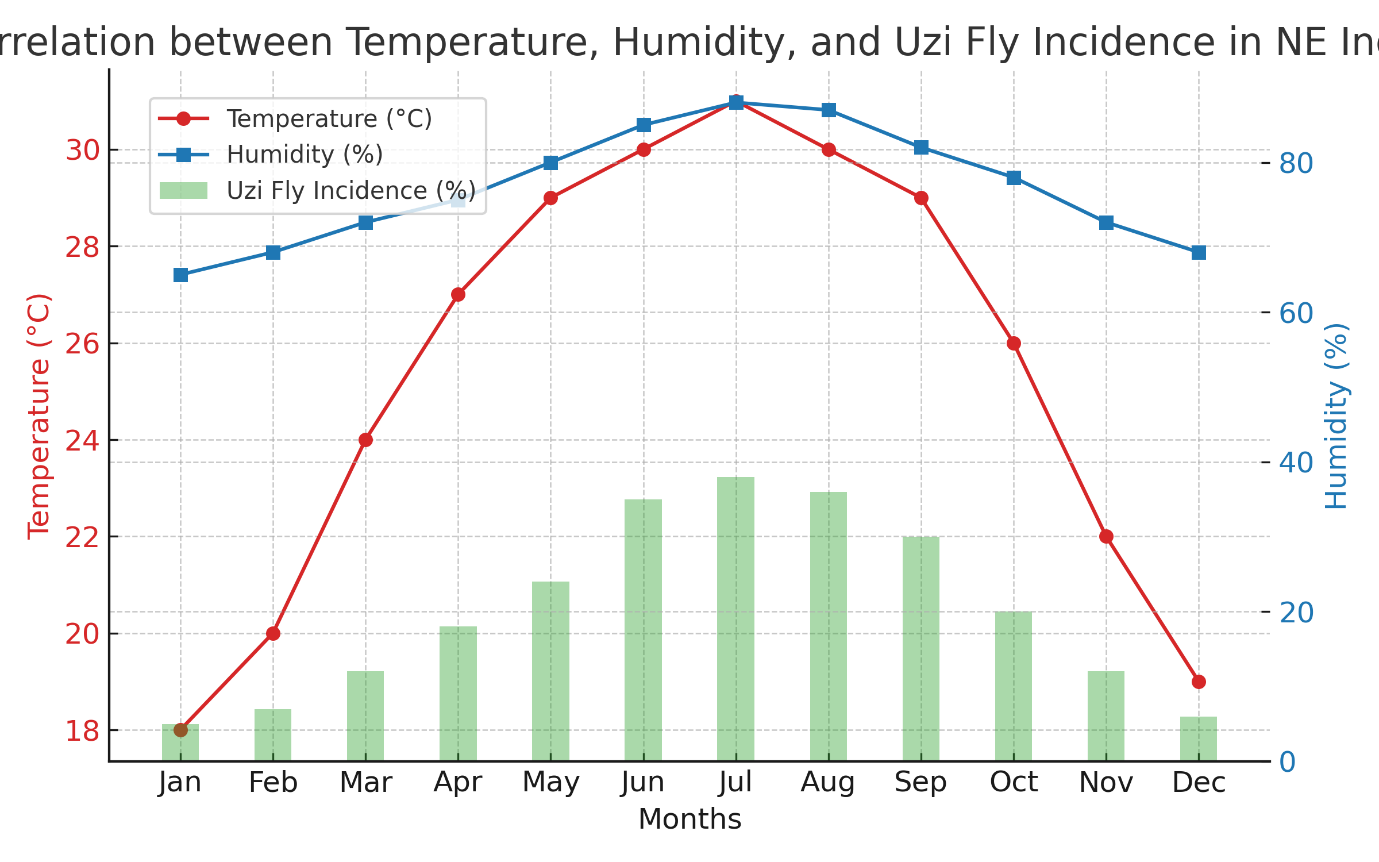 rrelation between Temperature, Humidity, and Uzi Fly Incidence in NE
Temperature (°C)
Humidity (%)
Uzi Fly Incidence (%)
30
28
26
24
22
20
18
Temperature (°C)
80
60
40
20
0
Humidity (%)
Jan Feb Mar Apr May Jun Jul Aug Sep Oct Nov Dec
Months